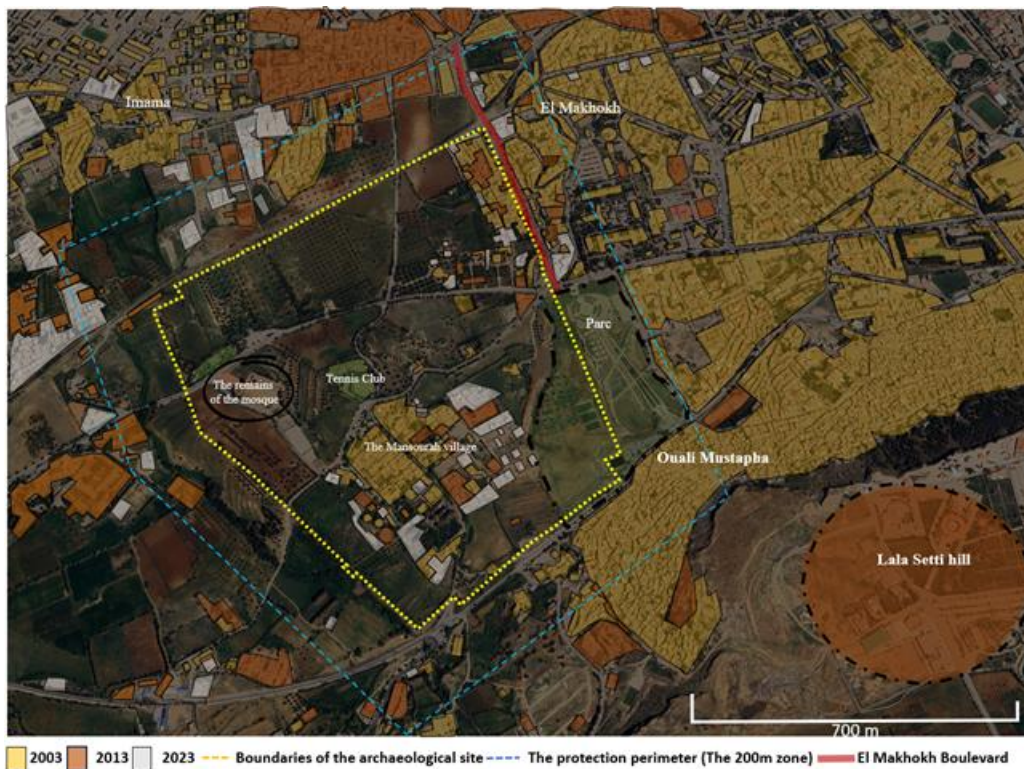 Imama
El Makhokh
Parc
The remains
of the mosque
Tennis Club
The Mansourah village
Ouali Mustapha
Lala Setti hill
700 m
2003 2013 2023 Boundaries of the archaeological site The protection perimeter (The 200m zone) El Makhokh Boulevard